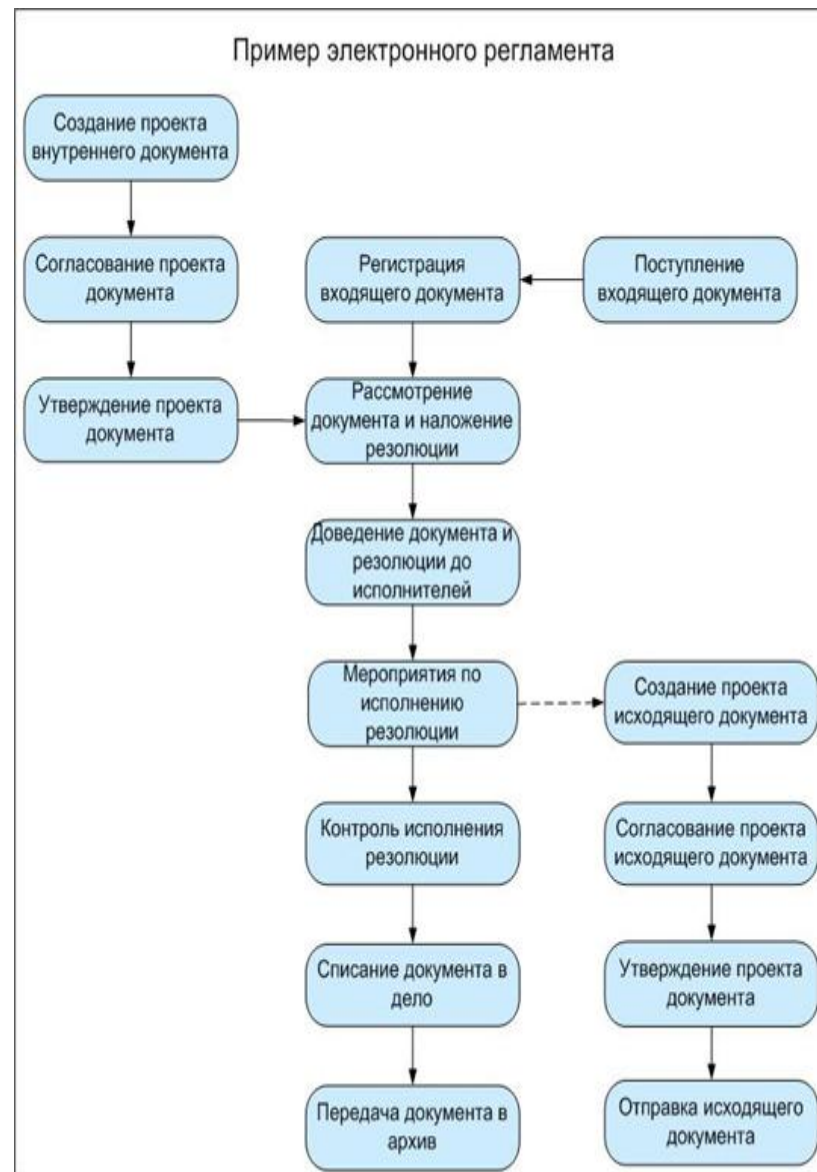 Пример электронного регламента
Создание проекта
внутреннего документа
Согласование проекта
документа
Регистрация
входящего документа
Поступление
входящего документа
Утверждение проекта
документа
Рассмотрение
документа и наложение
резолюции
Доведение документа и
резолюции до
исполнителей
Мероприятия по
исполнению
резолюции
Создание проекта
исходящего документа
Контроль исполнения
резолюции
Согласование проекта
исходящего документа
Списание документа в
дело
Утверждение проекта
документа
Передача документа в
архив
Отправка исходящего
документа